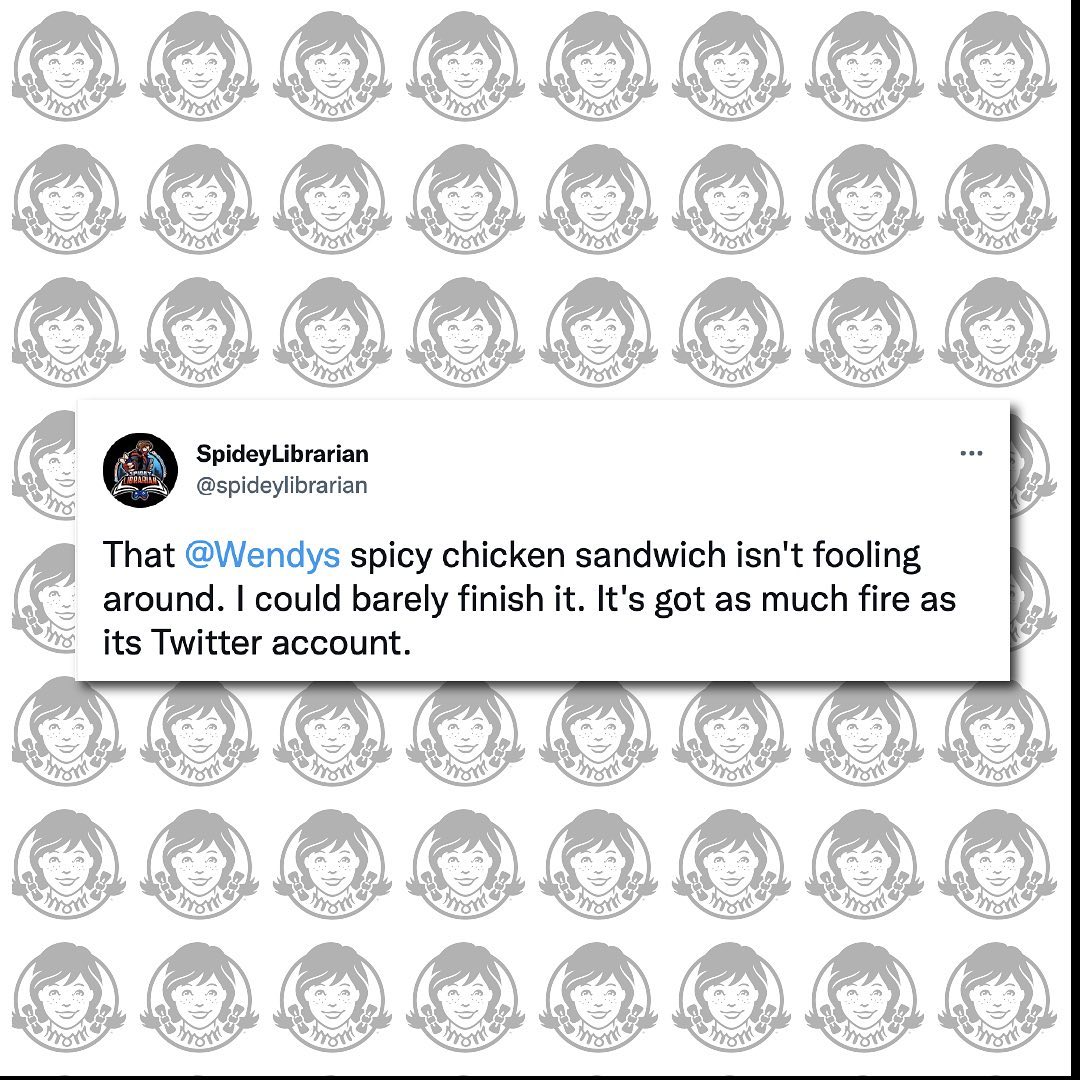 SpideyLibrarian
@spideylibrarian
That @Wendys spicy chicken sandwich isn't fooling
around. I could barely finish it. It's got as much fire as
its Twitter account.